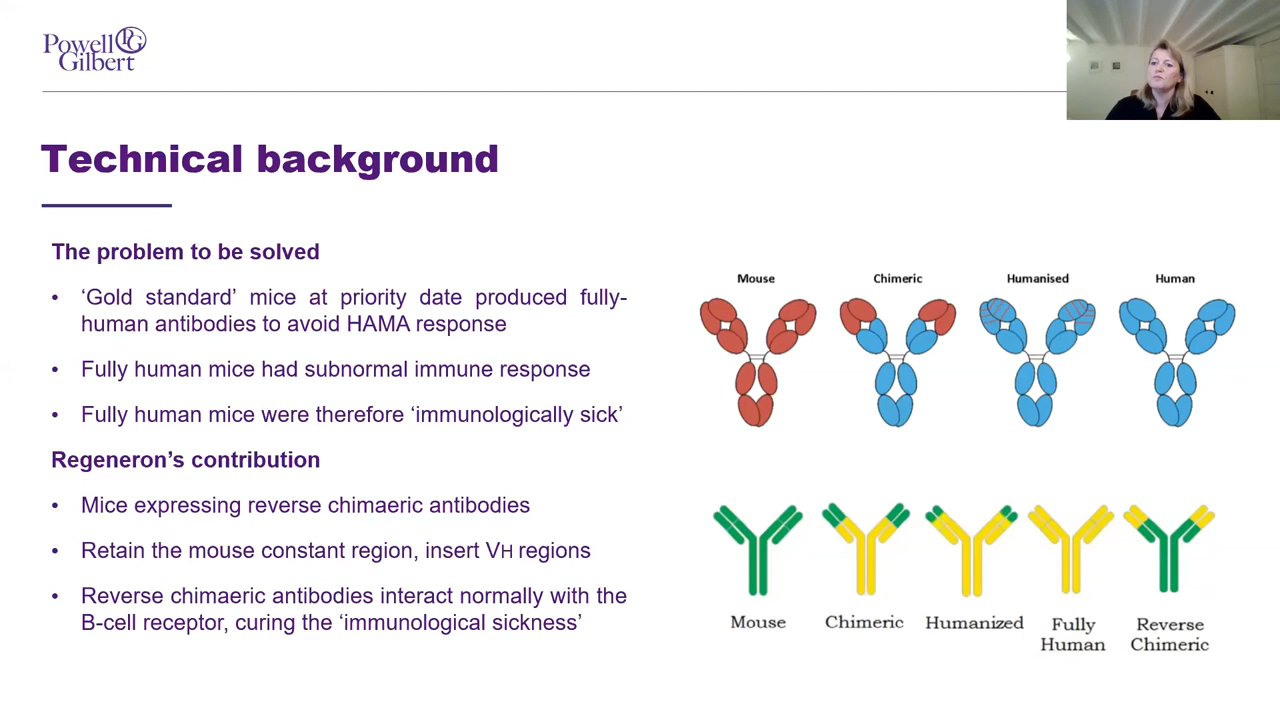 Powell
Gilbert
PG
Technical background
The problem to be solved
• ‘Gold standard’ mice at priority date produced fully-
human antibodies to avoid HAMA response
• Fully human mice had subnormal immune response
• Fully human mice were therefore ‘immunologically sick’
Regeneron’s contribution
• Mice expressing reverse chimaeric antibodies
• Retain the mouse constant region, insert VH regions
• Reverse chimaeric antibodies interact normally with the
B-cell receptor, curing the ‘immunological sickness’
Mouse Chimeric Humanised Human
Mouse Chimeric Humanized Fully Human Reverse Chimeric